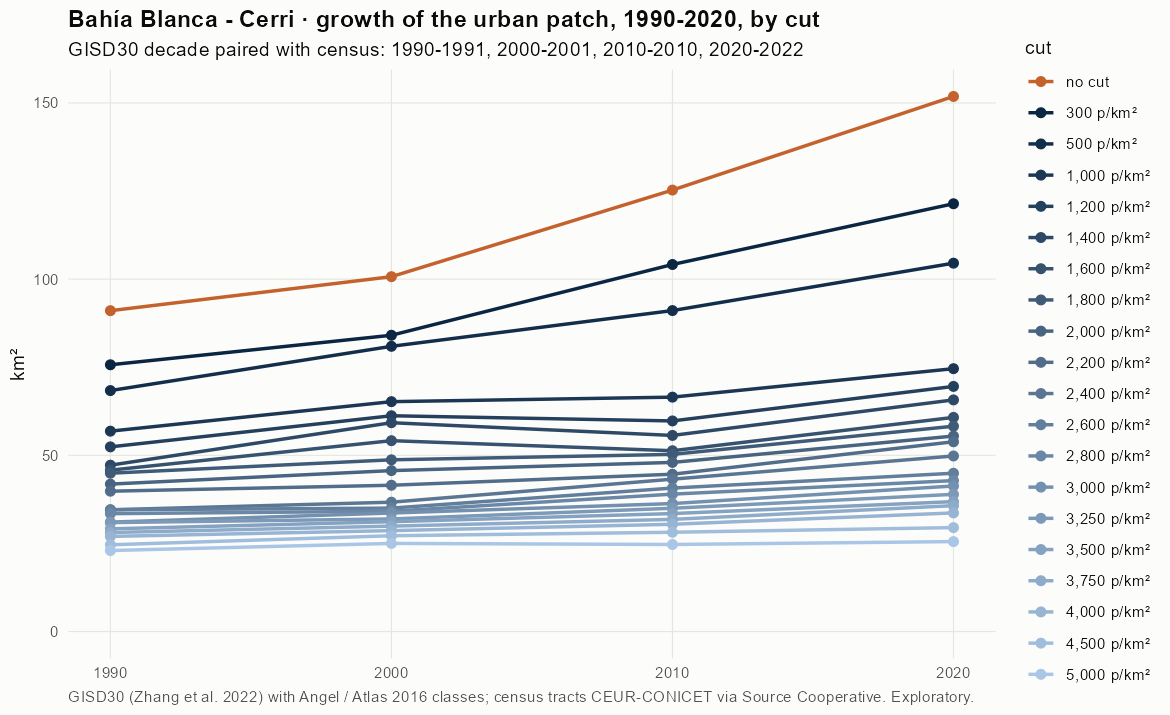 Bahía Blanca - Cerri · growth of the urban patch, 1990-2020, by cut
GISD30 decade paired with census: 1990-1991, 2000-2001, 2010-2010, 2020-2022
cut
no cut
300 p/km²
500 p/km²
1,000 p/km²
1,200 p/km²
1,400 p/km²
1,600 p/km²
1,800 p/km²
2,000 p/km²
2,200 p/km²
2,400 p/km²
2,600 p/km²
2,800 p/km²
3,000 p/km²
3,250 p/km²
3,500 p/km²
3,750 p/km²
4,000 p/km²
4,500 p/km²
5,000 p/km²
km²
150
100
50
0
1990
2000
2010
2020
GISD30 (Zhang et al. 2022) with Angel / Atlas 2016 classes; census tracts CEUR-CONICET via Source Cooperative. Exploratory.